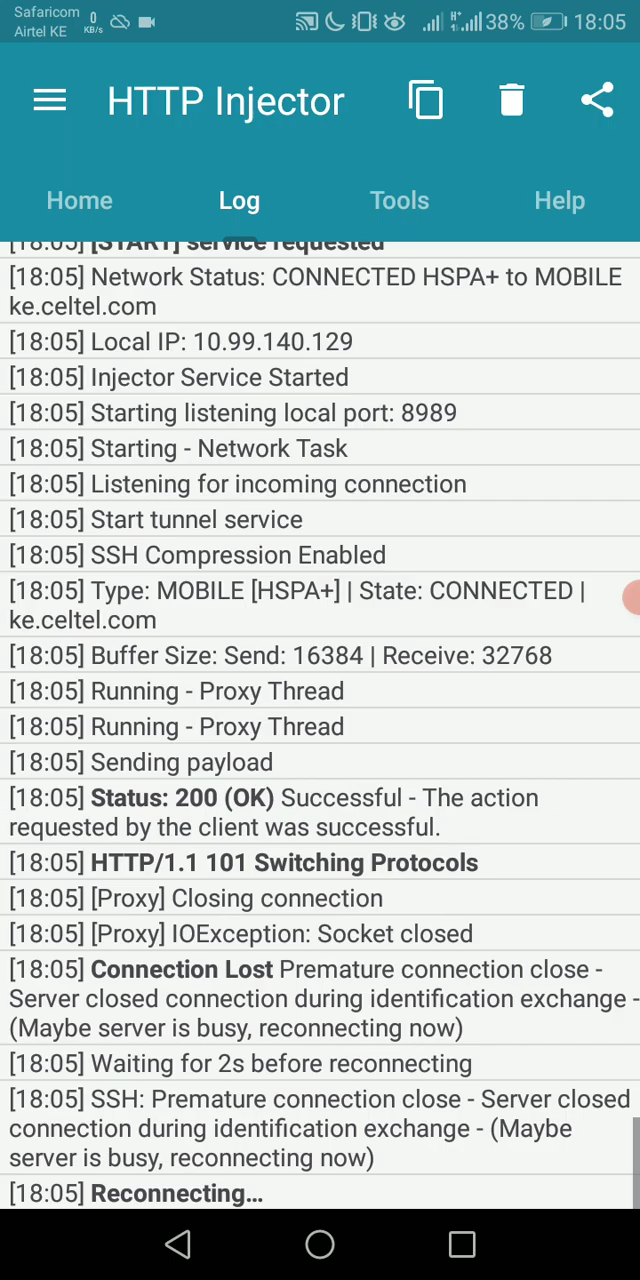 Safaricom
Airtel KE
0
KB/s
H+
38%
18:05
HTTP Injector
Home
Log
Tools
Help
[18:05] [START] service requested
[18:05] Network Status: CONNECTED HSPA+ to MOBILE
ke.celtel.com
[18:05] Local IP: 10.99.140.129
[18:05] Injector Service Started
[18:05] Starting listening local port: 8989
[18:05] Starting - Network Task
[18:05] Listening for incoming connection
[18:05] Start tunnel service
[18:05] SSH Compression Enabled
[18:05] Type: MOBILE [HSPA+] | State: CONNECTED |
ke.celtel.com
[18:05] Buffer Size: Send: 16384 | Receive: 32768
[18:05] Running - Proxy Thread
[18:05] Running - Proxy Thread
[18:05] Sending payload
[18:05] Status: 200 (OK) Successful - The action
requested by the client was successful.
[18:05] HTTP/1.1 101 Switching Protocols
[18:05] [Proxy] Closing connection
[18:05] [Proxy] IOException: Socket closed
[18:05] Connection Lost Premature connection close -
Server closed connection during identification exchange -
(Maybe server is busy, reconnecting now)
[18:05] Waiting for 2s before reconnecting
[18:05] SSH: Premature connection close - Server closed
connection during identification exchange - (Maybe
server is busy, reconnecting now)
[18:05] Reconnecting...